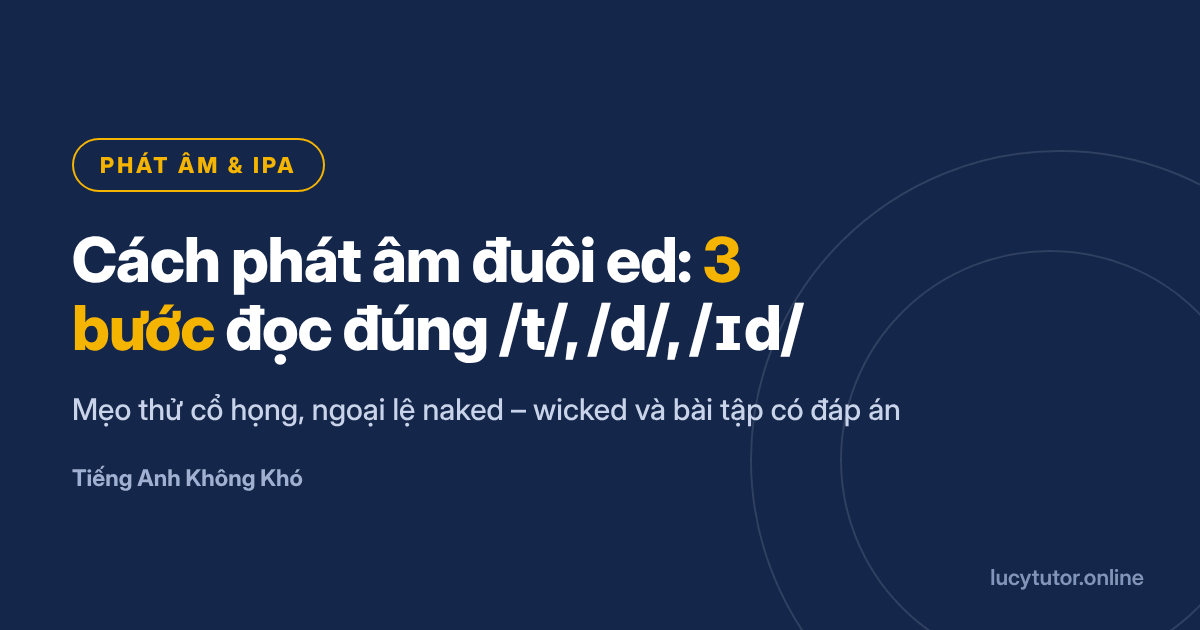 PHÁT ÂM & IPA
Cách phát âm đuôi ed: 3
bước đọc đúng /t/, /d/, /ɪd/
Mẹo thử cổ họng, ngoại lệ naked – wicked và bài tập có đáp án
Tiếng Anh Không Khó
lucytutor.online